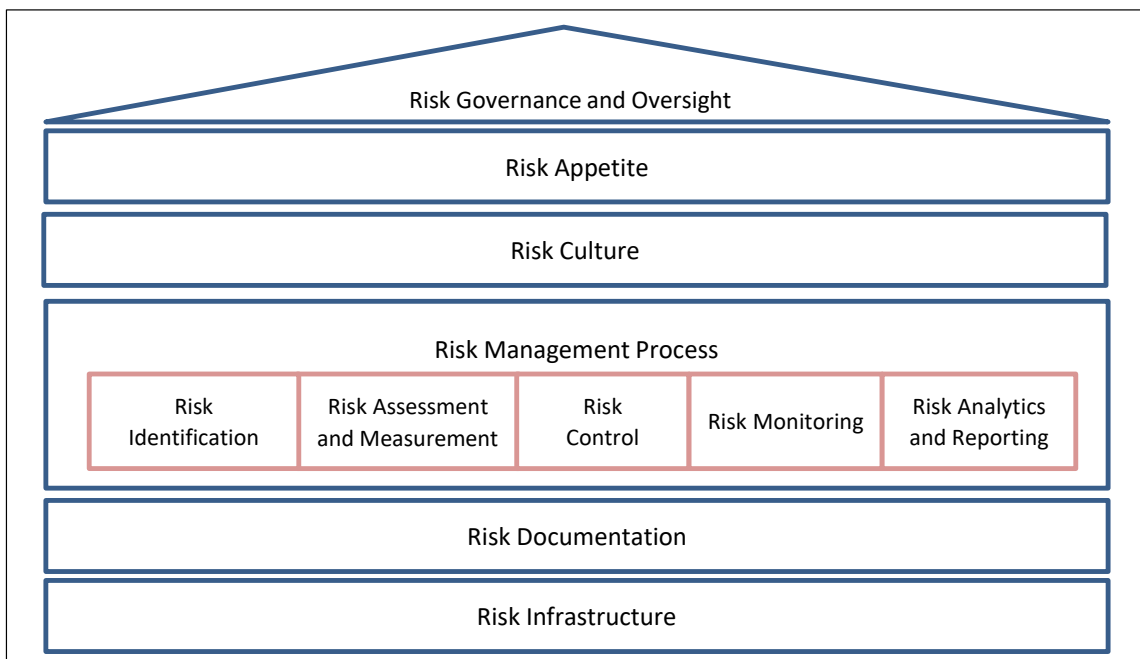 Risk Governance and Oversight
Risk Appetite
Risk Culture
Risk Management Process
Risk
Identification
Risk Assessment
and Measurement
Risk
Control
Risk Monitoring
Risk Analytics
and Reporting
Risk Documentation
Risk Infrastructure